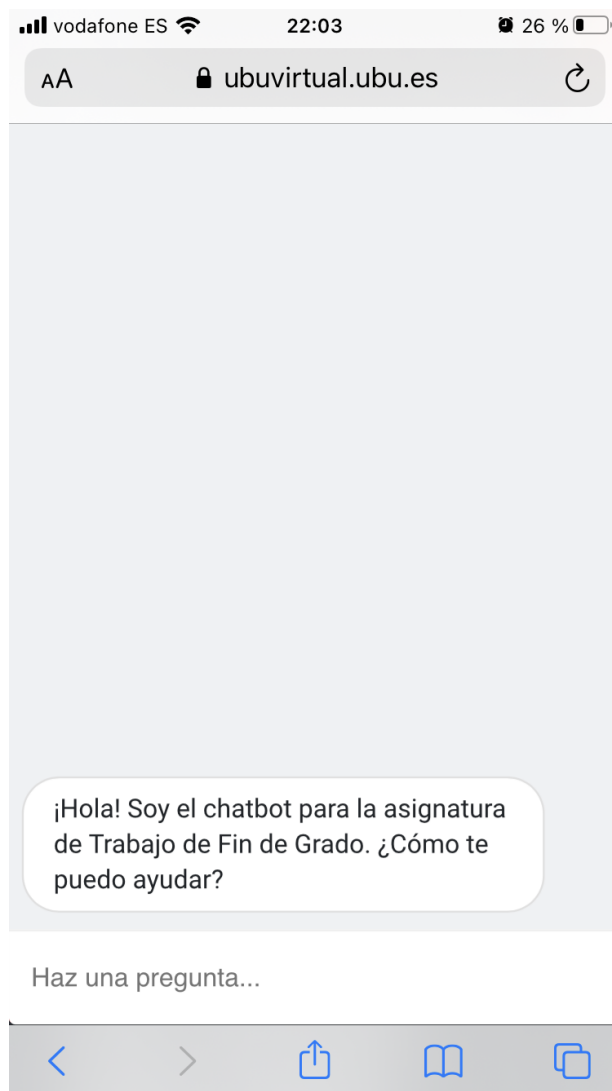 vodafone ES 22:03 26 %
AA ubuvirtual.ubu.es
¡Hola! Soy el chatbot para la asignatura
de Trabajo de Fin de Grado. ¿Cómo te
puedo ayudar?
Haz una pregunta...